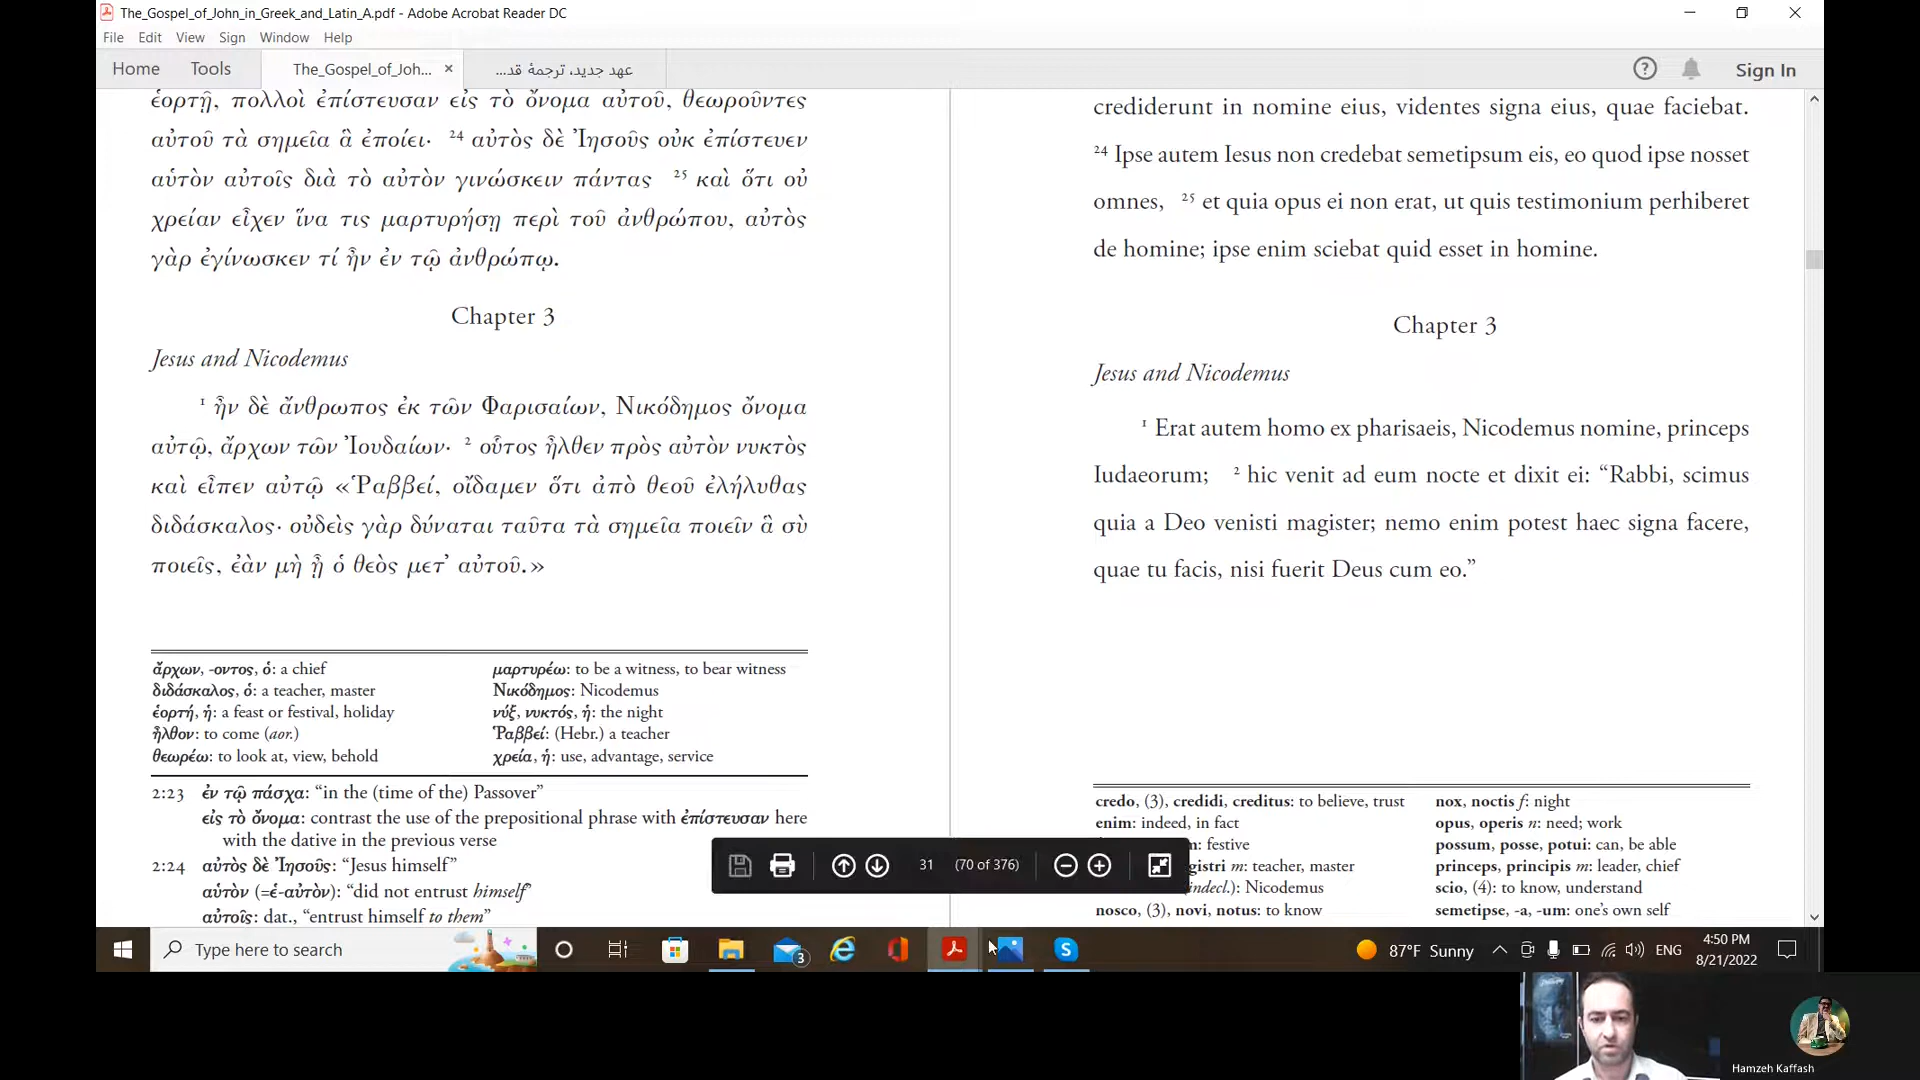 The_Gospel_of_John_in_Greek_and_Latin_A.pdf - Adobe Acrobat Reader DC
File Edit View Sign Window Help
Home Tools The_Gospel_of_Joh... × عهد جدید، ترجمهٔ قد... ? Sign In
ἑορτῇ, πολλοὶ ἐπίστευσαν εἰς τὸ ὄνομα αὐτοῦ, θεωροῦντες
αὐτοῦ τὰ σημεῖα ἃ ἐποίει· 24 αὐτὸς δὲ Ἰησοῦς οὐκ ἐπίστευεν
αὑτὸν αὐτοῖς διὰ τὸ αὐτὸν γινώσκειν πάντας 25 καὶ ὅτι οὐ
χρείαν εἶχεν ἵνα τις μαρτυρήσῃ περὶ τοῦ ἀνθρώπου, αὐτὸς
γὰρ ἐγίνωσκεν τί ἦν ἐν τῷ ἀνθρώπῳ.
Chapter 3
Jesus and Nicodemus
1 ἦν δὲ ἄνθρωπος ἐκ τῶν Φαρισαίων, Νικόδημος ὄνομα
αὐτῷ, ἄρχων τῶν Ἰουδαίων· 2 οὗτος ἦλθεν πρὸς αὐτὸν νυκτὸς
καὶ εἶπεν αὐτῷ «Ῥαββεί, οἴδαμεν ὅτι ἀπὸ θεοῦ ἐλήλυθας
διδάσκαλος· οὐδεὶς γὰρ δύναται ταῦτα τὰ σημεῖα ποιεῖν ἃ σὺ
ποιεῖς, ἐὰν μὴ ᾖ ὁ θεὸς μετ’ αὐτοῦ.»
ἄρχων, -οντος, ὁ: a chief
διδάσκαλος, ὁ: a teacher, master
ἑορτή, ἡ: a feast or festival, holiday
ἦλθον: to come (aor.)
θεωρέω: to look at, view, behold
μαρτυρέω: to be a witness, to bear witness
Νικόδημος: Nicodemus
νύξ, νυκτός, ἡ: the night
Ῥαββεί: (Hebr.) a teacher
χρεία, ἡ: use, advantage, service
2:23 ἐν τῷ πάσχα: “in the (time of the) Passover”
εἰς τὸ ὄνομα: contrast the use of the prepositional phrase with ἐπίστευσαν here
with the dative in the previous verse
2:24 αὐτὸς δὲ Ἰησοῦς: “Jesus himself”
αὑτὸν (=ἑ-αὐτὸν): “did not entrust himself”
αὐτοῖς: dat., “entrust himself to them”
crediderunt in nomine eius, videntes signa eius, quae faciebat.
24 Ipse autem Iesus non credebat semetipsum eis, eo quod ipse nosset
omnes, 25 et quia opus ei non erat, ut quis testimonium perhiberet
de homine; ipse enim sciebat quid esset in homine.
Chapter 3
Jesus and Nicodemus
1 Erat autem homo ex pharisaeis, Nicodemus nomine, princeps
Iudaeorum; 2 hic venit ad eum nocte et dixit ei: “Rabbi, scimus
quia a Deo venisti magister; nemo enim potest haec signa facere,
quae tu facis, nisi fuerit Deus cum eo.”
credo, (3), credidi, creditus: to believe, trust
enim: indeed, in fact
: festive
: teacher, master
indecl.): Nicodemus
nosco, (3), novi, notus: to know
nox, noctis f: night
opus, operis n: need; work
possum, posse, potui: can, be able
princeps, principis m: leader, chief
scio, (4): to know, understand
semetipse, -a, -um: one’s own self
31 (70 of 376)
Type here to search 3 87°F Sunny ENG
4:50 PM
8/21/2022
Hamzeh Kaffash